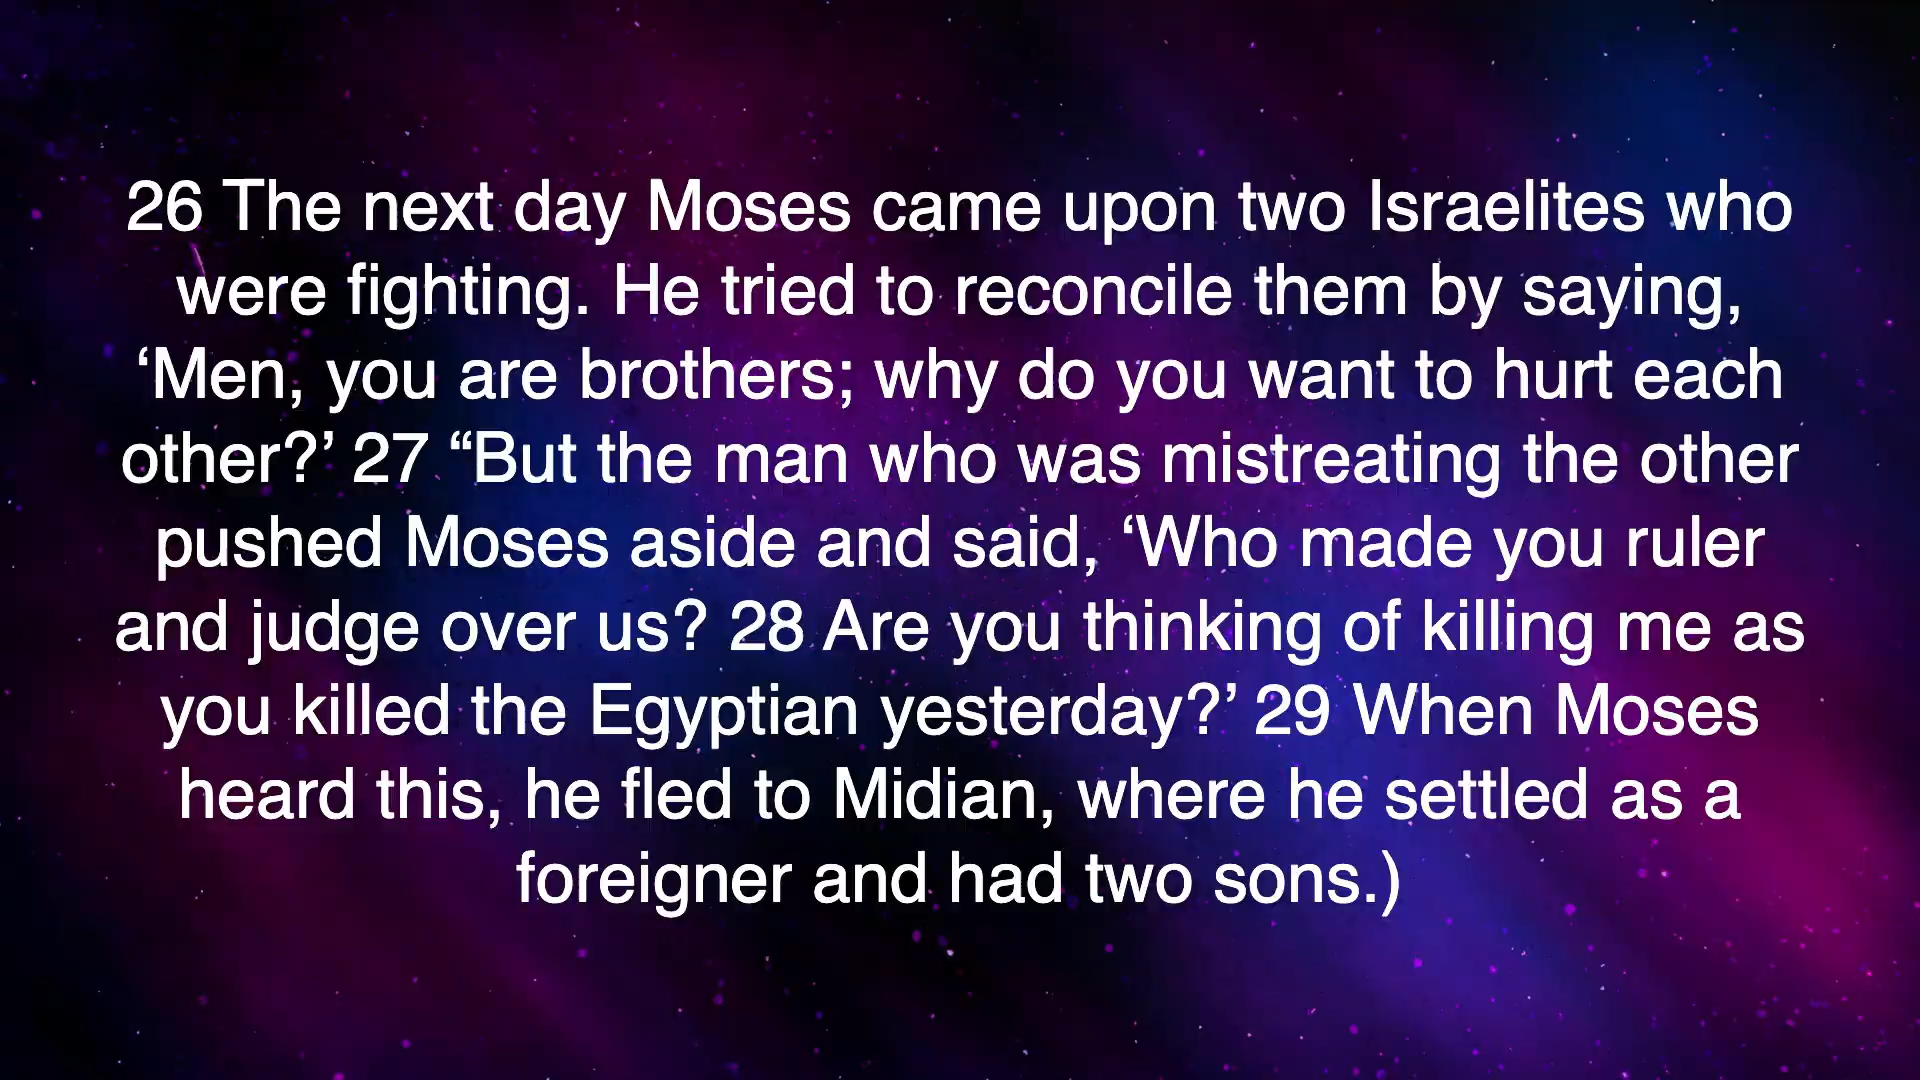 26 The next day Moses came upon two Israelites who
were fighting. He tried to reconcile them by saying,
‘Men, you are brothers; why do you want to hurt each
other?’ 27 “But the man who was mistreating the other
pushed Moses aside and said, ‘Who made you ruler
and judge over us? 28 Are you thinking of killing me as
you killed the Egyptian yesterday?’ 29 When Moses
heard this, he fled to Midian, where he settled as a
foreigner and had two sons.)